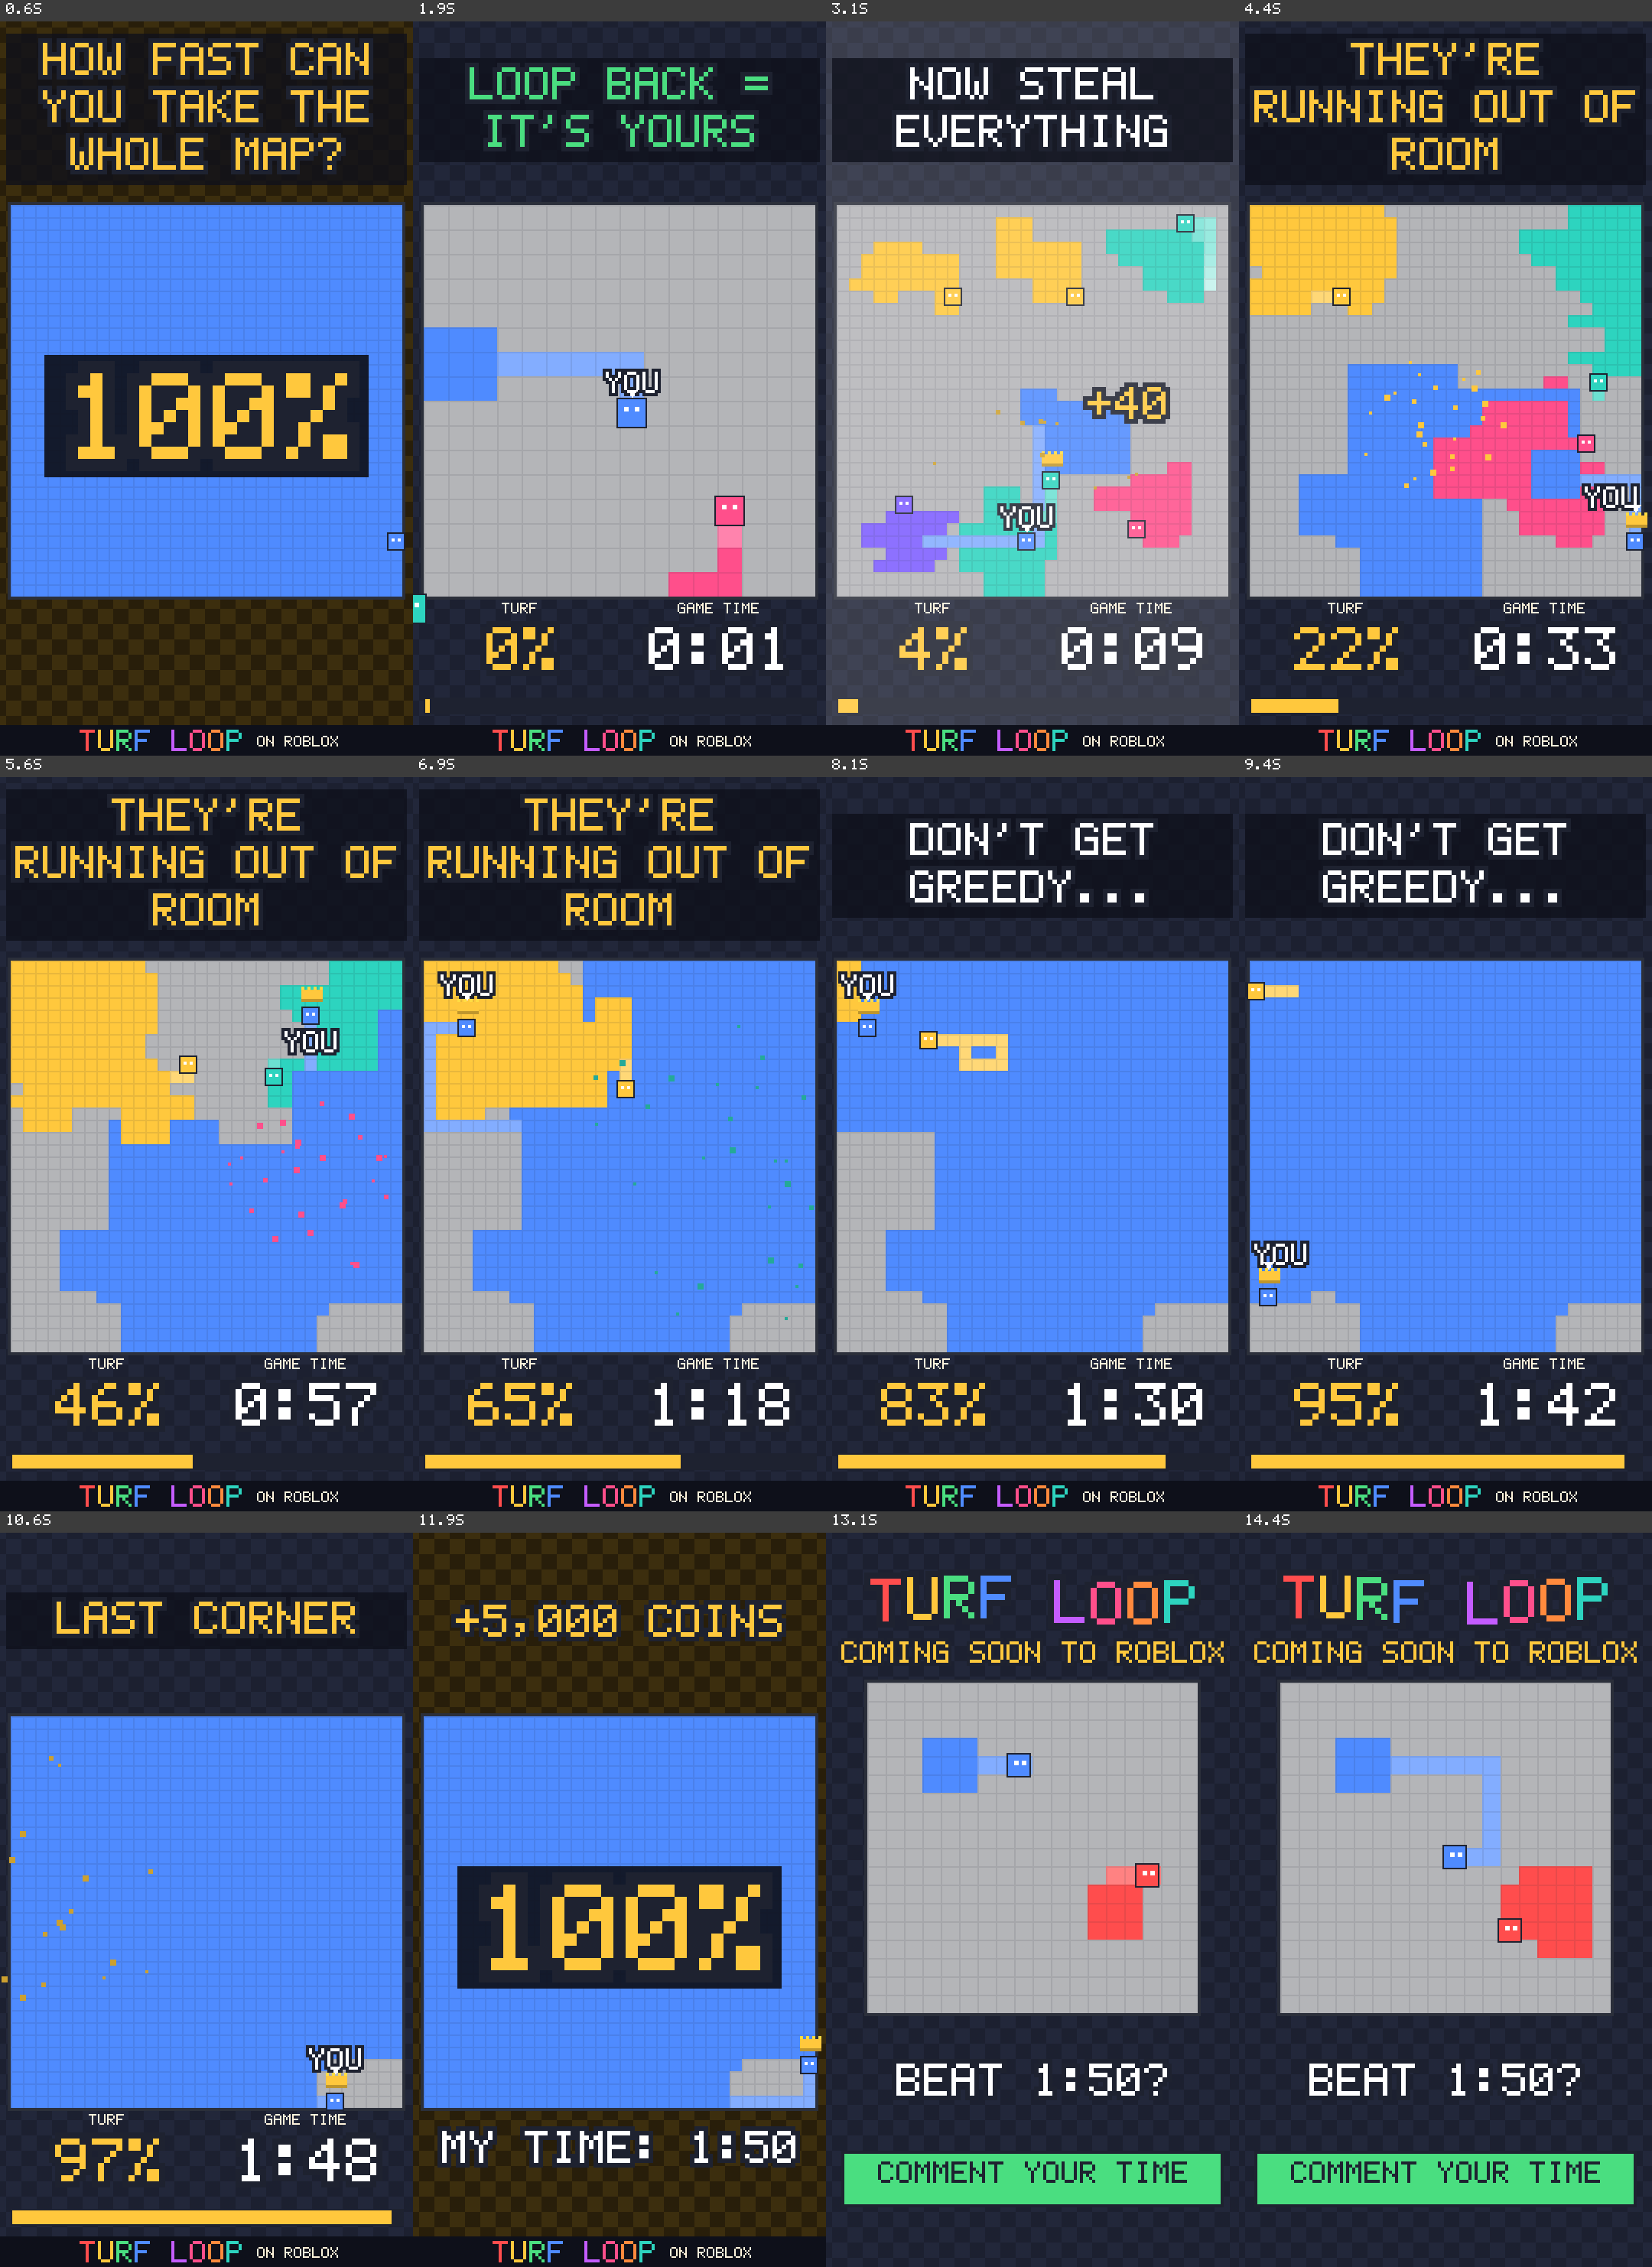 0.6S
HOW FAST CAN
YOU TAKE THE
WHOLE MAP?
100%
TURF LOOP ON ROBLOX
1.9S
LOOP BACK =
IT'S YOURS
YOU
TURF GAME TIME
0% 0:01
TURF LOOP ON ROBLOX
3.1S
NOW STEAL
EVERYTHING
+40
YOU
TURF GAME TIME
4% 0:09
TURF LOOP ON ROBLOX
4.4S
THEY'RE
RUNNING OUT OF
ROOM
YOU
TURF GAME TIME
22% 0:33
TURF LOOP ON ROBLOX
5.6S
THEY'RE
RUNNING OUT OF
ROOM
YOU
TURF GAME TIME
46% 0:57
TURF LOOP ON ROBLOX
6.9S
THEY'RE
RUNNING OUT OF
ROOM
YOU
TURF GAME TIME
65% 1:18
TURF LOOP ON ROBLOX
8.1S
DON'T GET
GREEDY...
YOU
TURF GAME TIME
83% 1:30
TURF LOOP ON ROBLOX
9.4S
DON'T GET
GREEDY...
YOU
TURF GAME TIME
95% 1:42
TURF LOOP ON ROBLOX
10.6S
LAST CORNER
YOU
TURF GAME TIME
97% 1:48
TURF LOOP ON ROBLOX
11.9S
+5,000 COINS
100%
MY TIME: 1:50
TURF LOOP ON ROBLOX
13.1S
TURF LOOP
COMING SOON TO ROBLOX
BEAT 1:50?
COMMENT YOUR TIME
14.4S
TURF LOOP
COMING SOON TO ROBLOX
BEAT 1:50?
COMMENT YOUR TIME